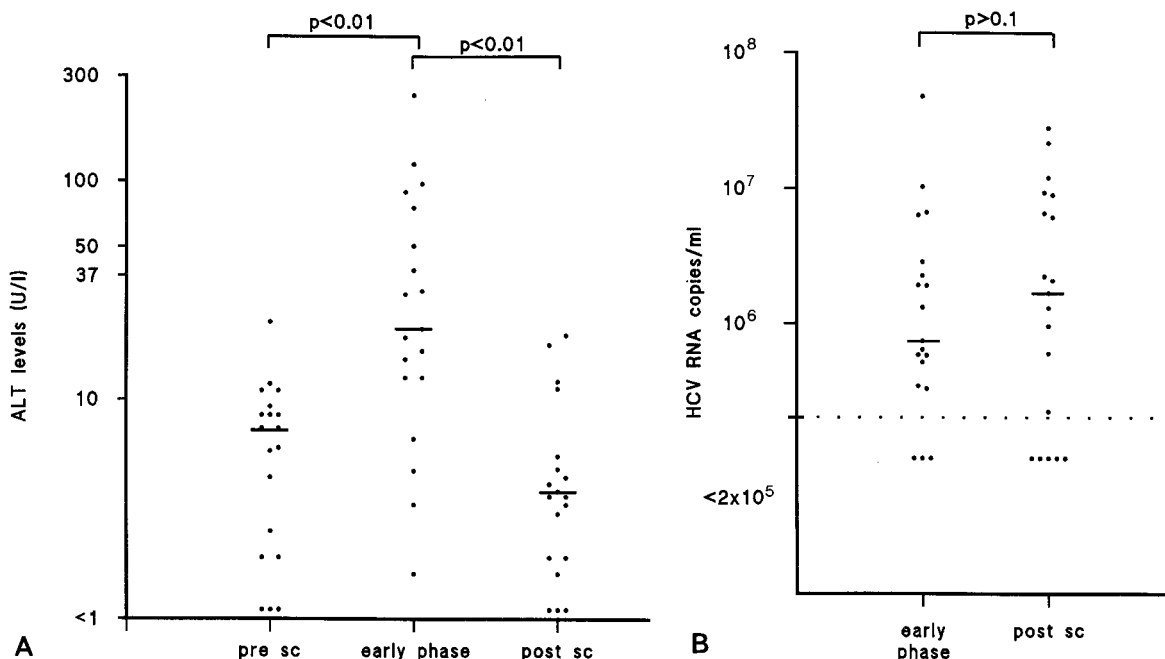 p<0.01
p<0.01
300
100
50
37
10
<1
ALT levels (U/l)
pre sc
early phase
post sc
A
p>0.1
10⁸
10⁷
10⁶
<2x10⁵
HCV RNA copies/ml
early
phase
post sc
B